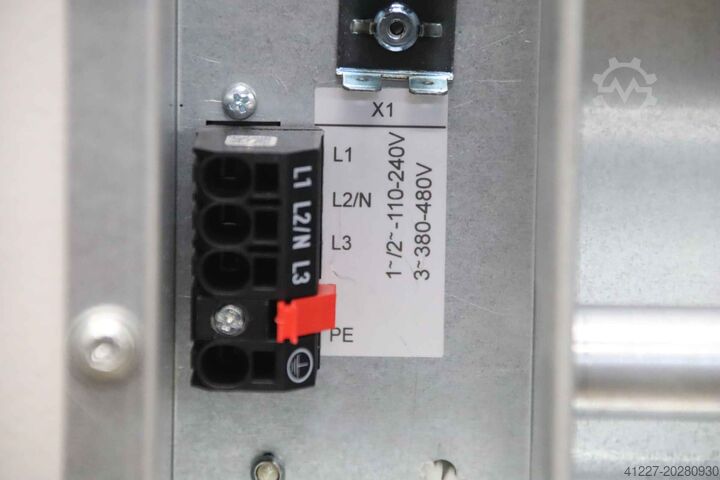 X1
L1
L2/N
L3
PE
1~/2~ -110-240V
3~380-480V
L1 L2/N L3
41227-20280930